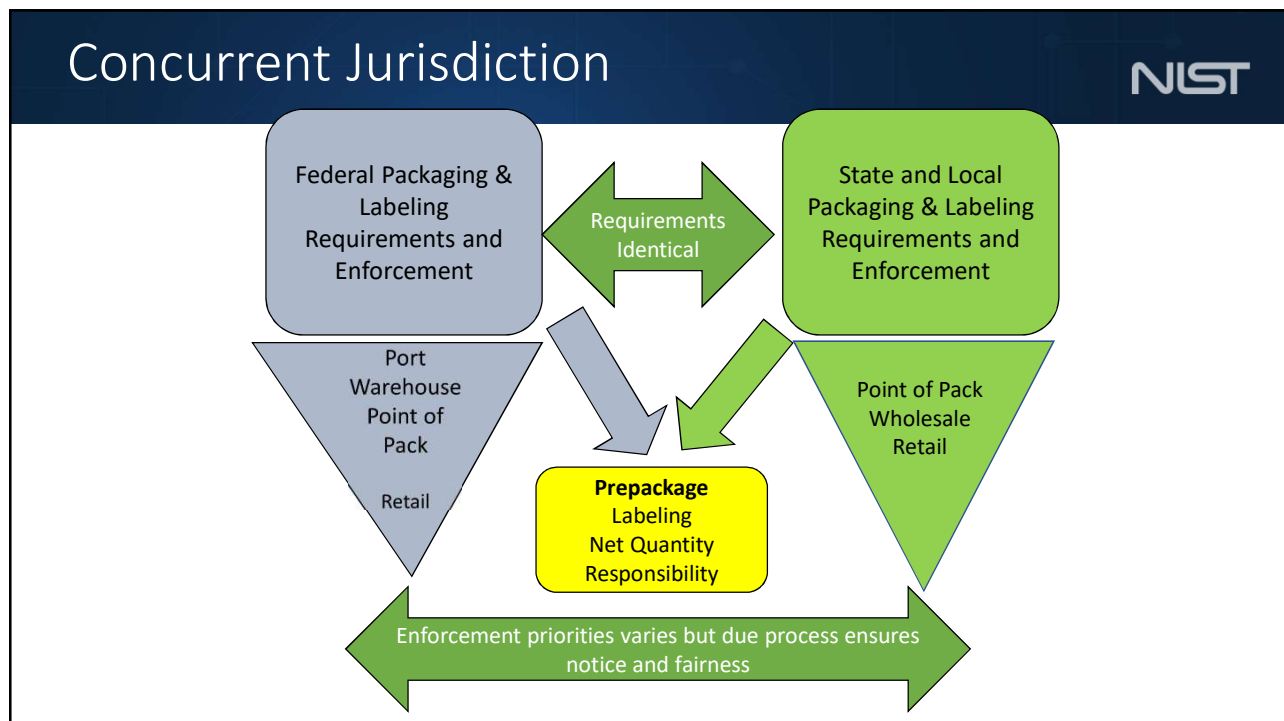 Concurrent Jurisdiction
NIST
Federal Packaging &
Labeling
Requirements and
Enforcement
Requirements
Identical
State and Local
Packaging & Labeling
Requirements and
Enforcement
Port
Warehouse
Point of
Pack
Retail
Point of Pack
Wholesale
Retail
Prepackage
Labeling
Net Quantity
Responsibility
Enforcement priorities varies but due process ensures
notice and fairness